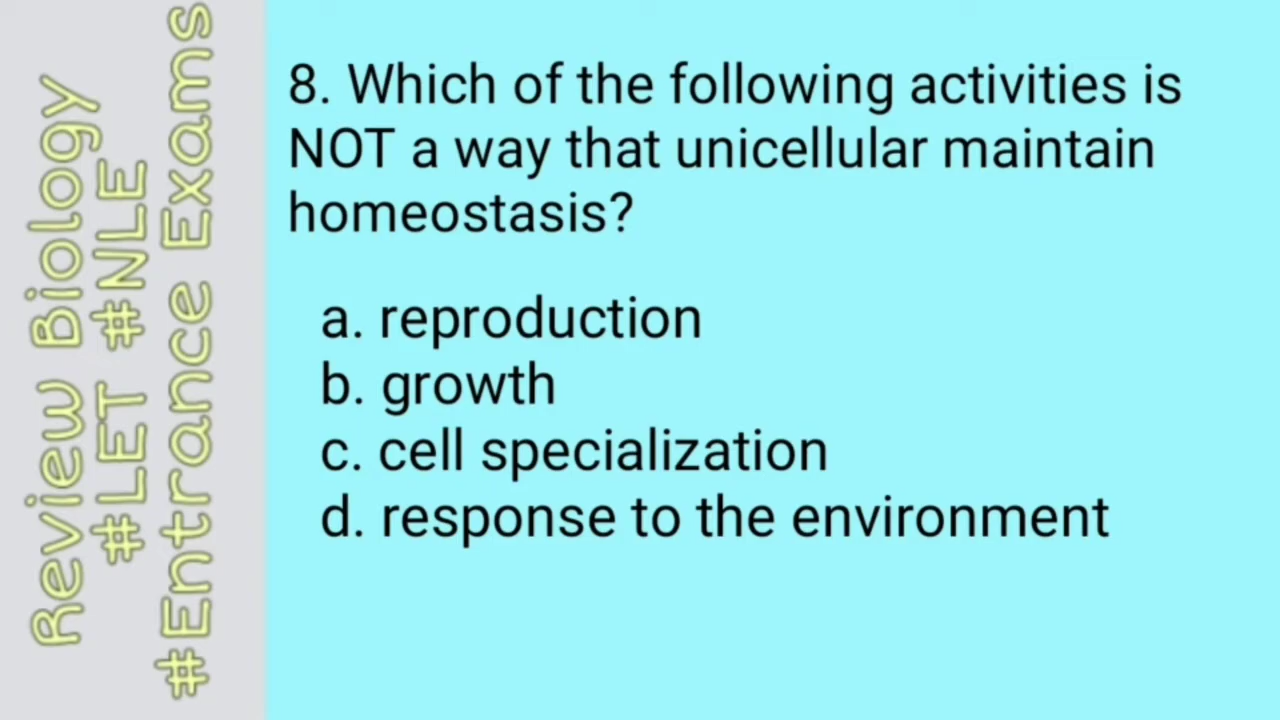 Review Biology
#LET #NLE
#Entrance Exams
8. Which of the following activities is
NOT a way that unicellular maintain
homeostasis?
a. reproduction
b. growth
c. cell specialization
d. response to the environment